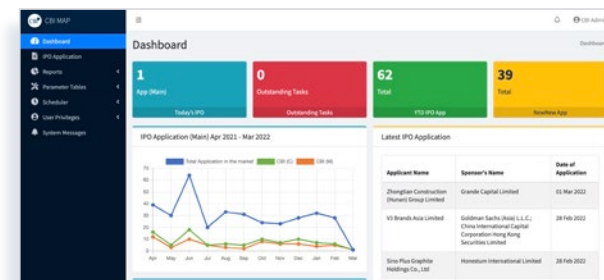 CBI MAP
CBI Admin
Dashboard
IPO Application
Reports
Parameter Tables
Scheduler
User Privileges
System Messages
Dashboard
Dashboard
1
App (Main)
Today's IPO
0
Outstanding Tasks
Outstanding Tasks
62
Total
YTD IPO App
39
Total
New/New App
IPO Application (Main) Apr 2021 - Mar 2022
Total Application in the market CBI (C) CBI (M)
70
60
50
40
30
20
10
0
Apr May Jun Jul Aug Sep Oct Nov Dec Jan Feb Mar
Latest IPO Application
Applicant Name Sponsor's Name Date of
Application
Zhongtian Construction Grande Capital Limited 01 Mar 2022
(Hunan) Group Limited
V3 Brands Asia Limited Goldman Sachs (Asia) L.L.C.; 28 Feb 2022
China International Capital
Corporation Hong Kong
Securities Limited
Sino Plus Graphite Honestum International Limited 28 Feb 2022
Holdings Co., Ltd